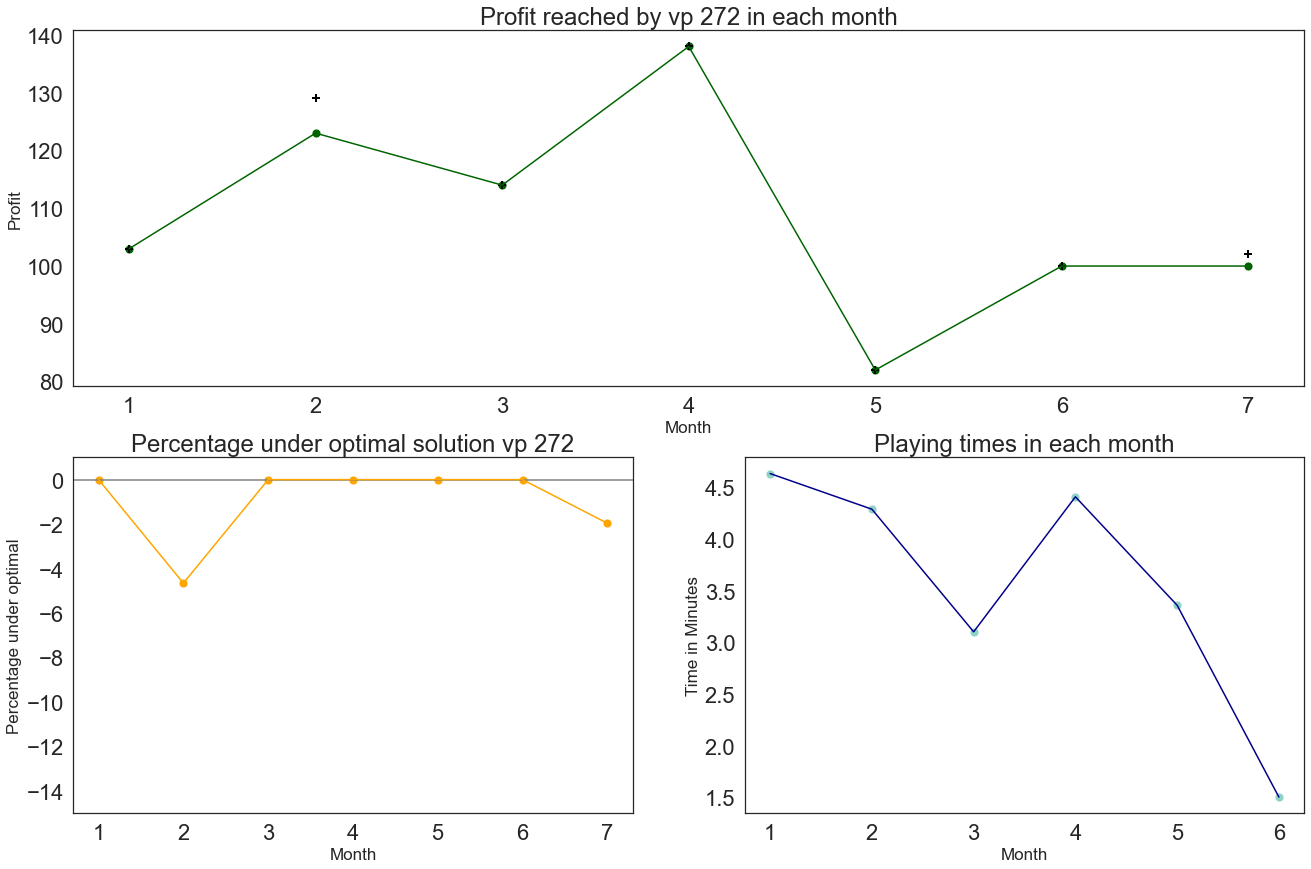 Profit reached by vp 272 in each month
140
130
120
110
100
90
80
Profit
1 2 3 4 5 6 7
Month
Percentage under optimal solution vp 272
0
−2
−4
−6
−8
−10
−12
−14
Percentage under optimal
1 2 3 4 5 6 7
Month
Playing times in each month
4.5
4.0
3.5
3.0
2.5
2.0
1.5
Time in Minutes
1 2 3 4 5 6
Month